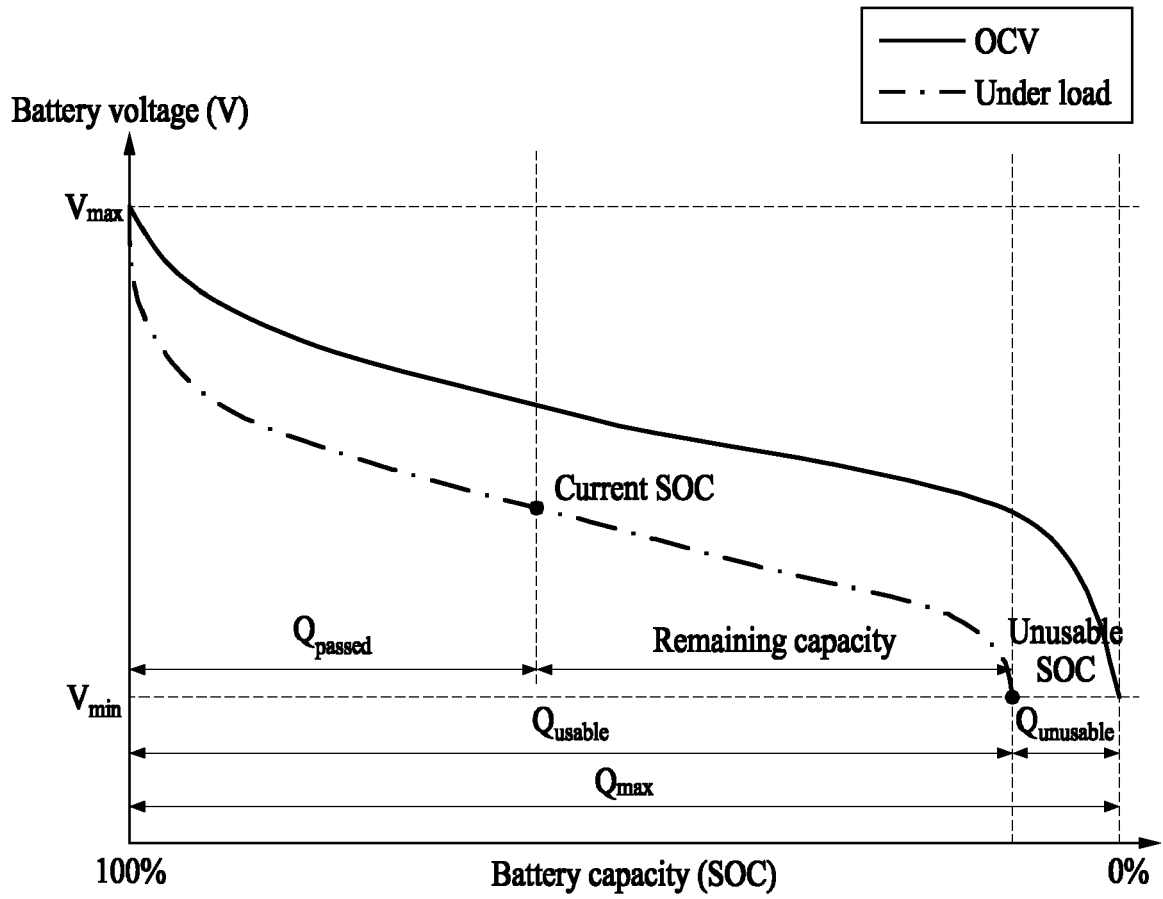 OCV
Under load
Battery voltage (V)
Vmax
Current SOC
Qpassed
Remaining capacity
Unusable
SOC
Vmin
Qusable
Qunusable
Qmax
100%
Battery capacity (SOC)
0%